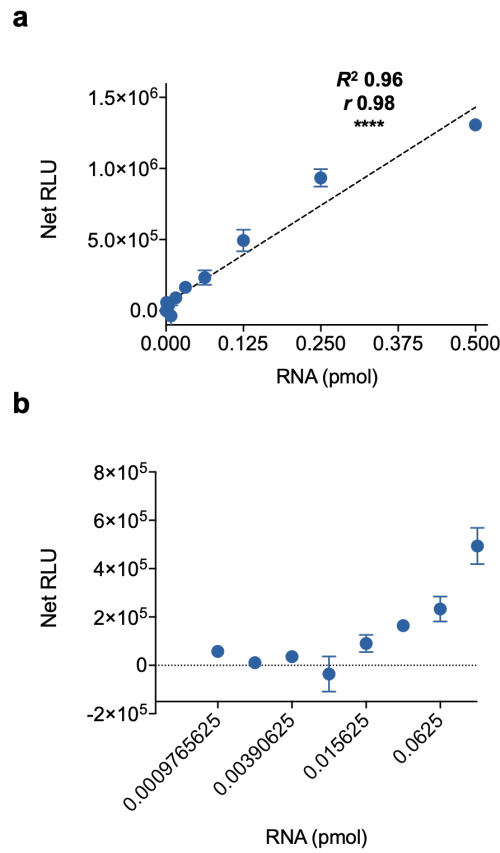 a
R² 0.96
r 0.98
****
1.5×10⁶
1.0×10⁶
5.0×10⁵
0.0
Net RLU
0.000 0.125 0.250 0.375 0.500
RNA (pmol)
b
8×10⁵
6×10⁵
4×10⁵
2×10⁵
0
-2×10⁵
Net RLU
0.0009765625 0.00390625 0.015625 0.0625
RNA (pmol)